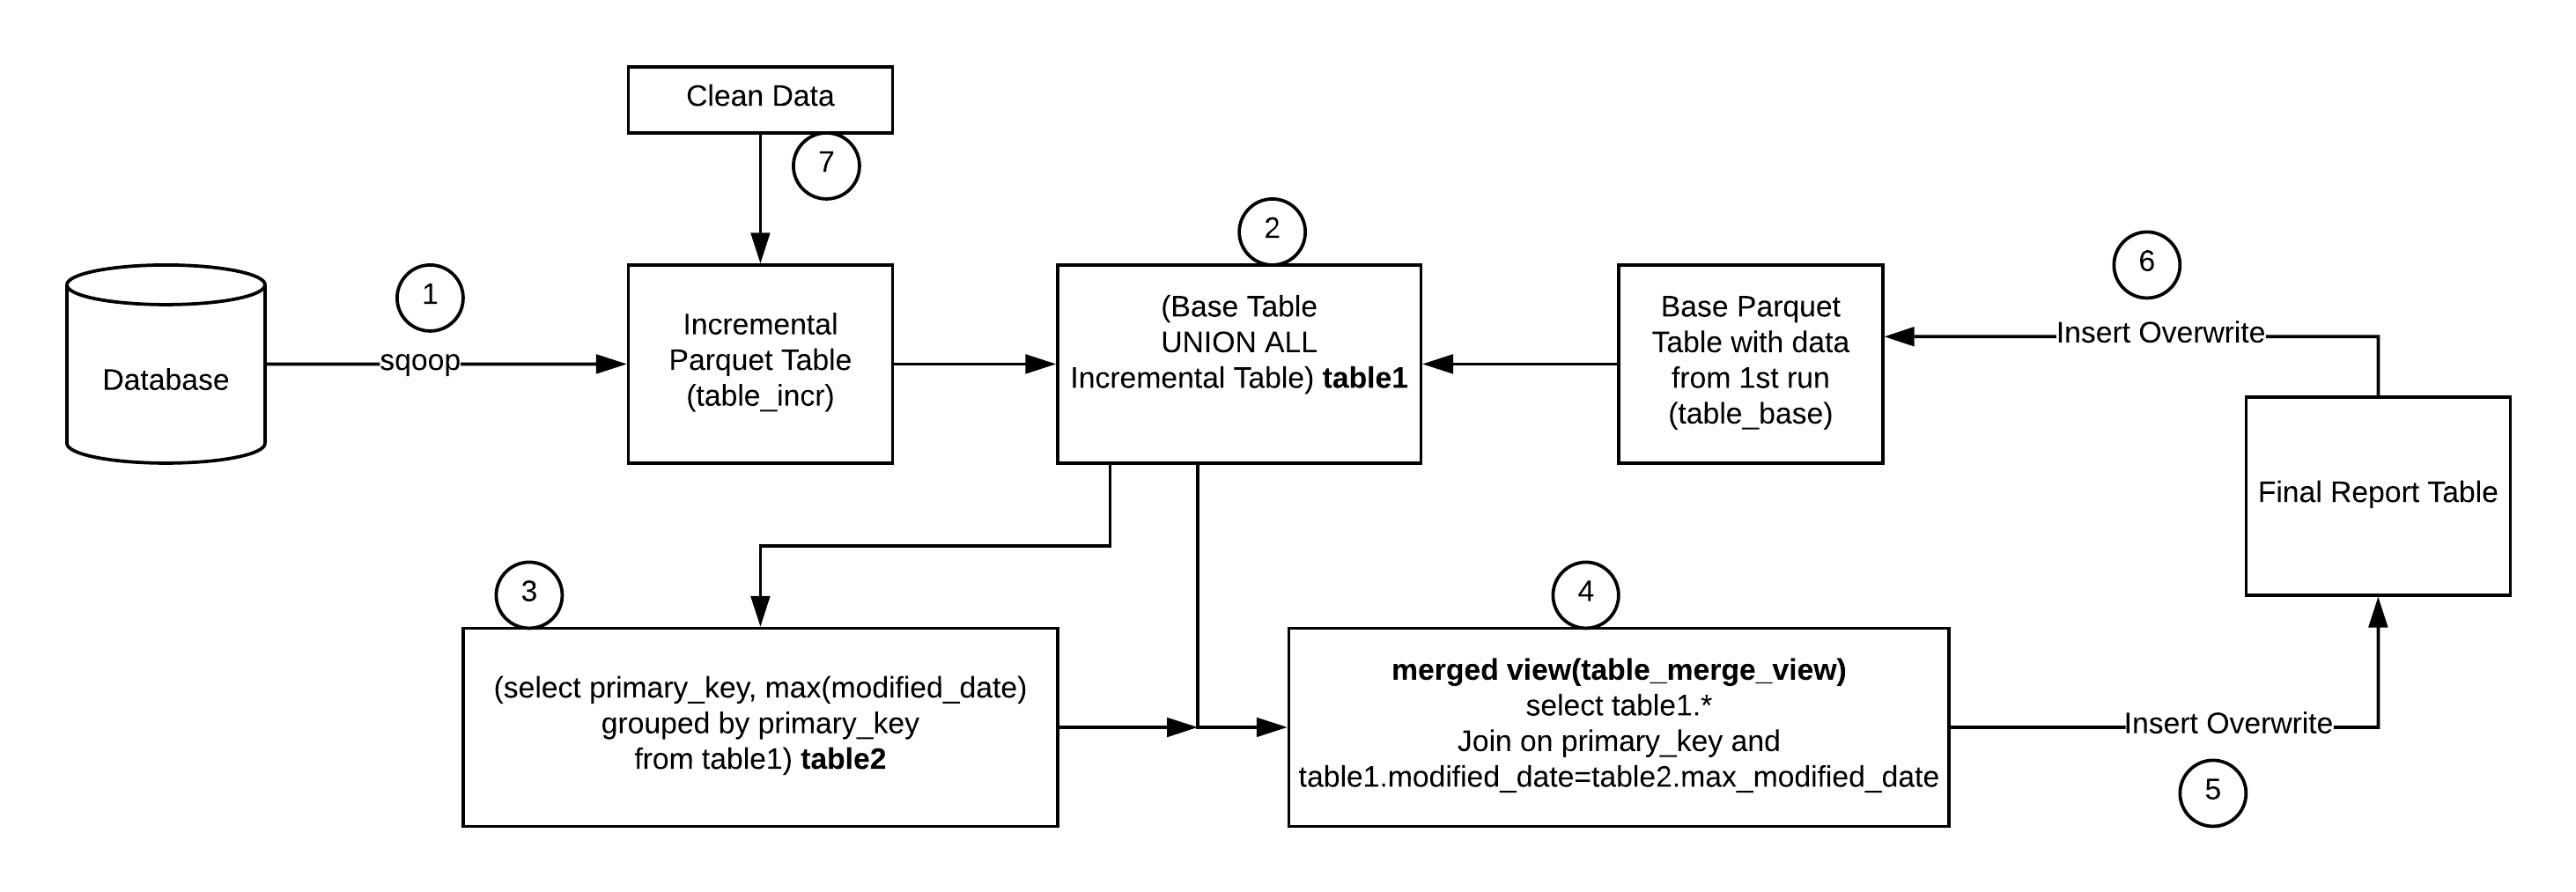 Clean Data
7
2
6
1
Database
sqoop
Incremental
Parquet Table
(table_incr)
(Base Table
UNION ALL
Incremental Table) table1
Base Parquet
Table with data
from 1st run
(table_base)
Insert Overwrite
Final Report Table
3
(select primary_key, max(modified_date)
grouped by primary_key
from table1) table2
4
merged view(table_merge_view)
select table1.*
Join on primary_key and
table1.modified_date=table2.max_modified_date
Insert Overwrite
5